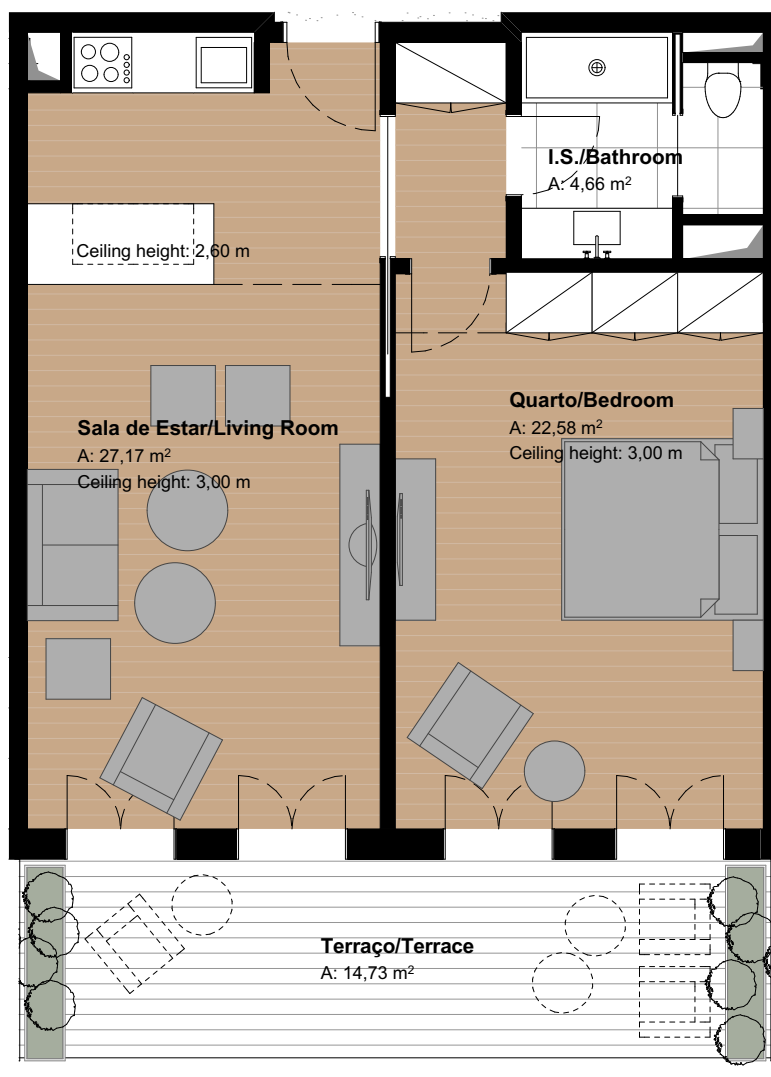 I.S./Bathroom
A: 4,66 m²
Ceiling height: 2,60 m
Quarto/Bedroom
A: 22,58 m²
Ceiling height: 3,00 m
Sala de Estar/Living Room
A: 27,17 m²
Ceiling height: 3,00 m
Terraço/Terrace
A: 14,73 m²